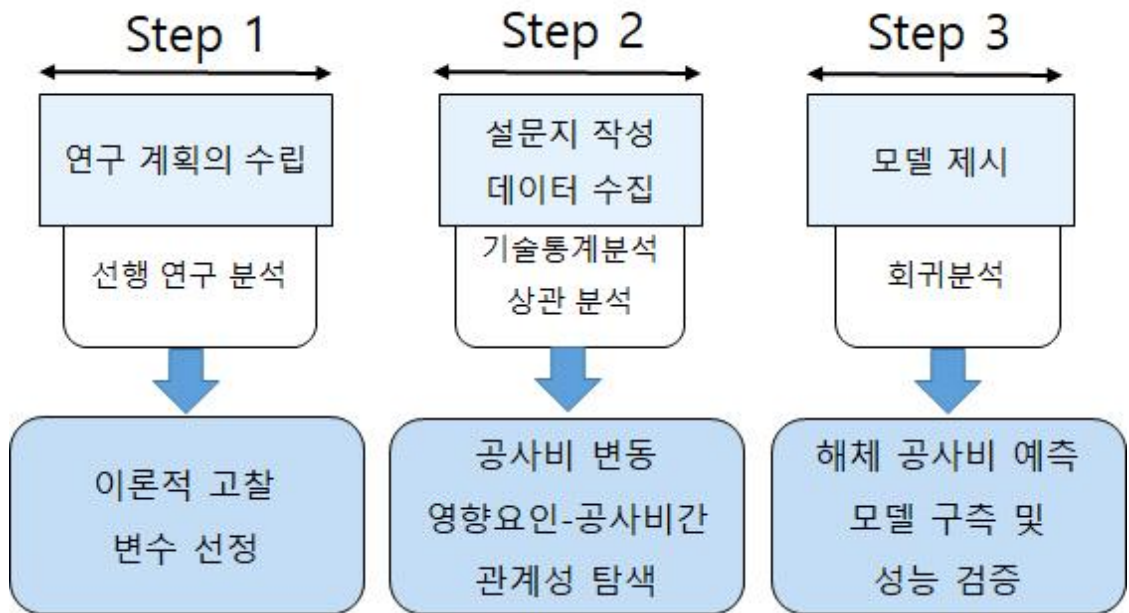 Step 1
연구 계획의 수립
선행 연구 분석
이론적 고찰
변수 선정
Step 2
설문지 작성
데이터 수집
기술통계분석
상관 분석
공사비 변동
영향요인-공사비간
관계성 탐색
Step 3
모델 제시
회귀분석
해체 공사비 예측
모델 구축 및
성능 검증